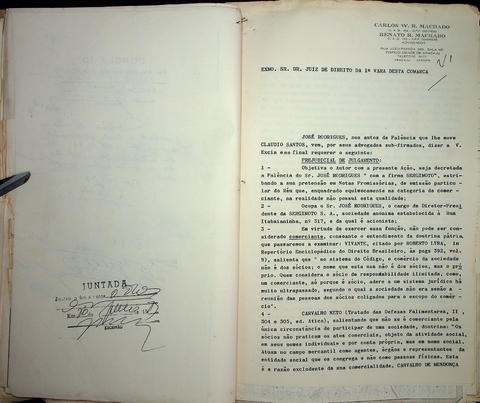 JUNTADA
CARLOS W. R. MACHADO
RENATO R. MACHADO
ADVOGADOS
EXMO. SR. DR. JUIZ DE DIREITO DA 1ª VARA DESTA COMARCA
JOSÉ RODRIGUES, nos autos de Falência que lhe move
CLAUDIO SANTOS, vem, por seus advogados sub-firmados, dizer a V.
Excia e no final requerer o seguinte:
PREJUDICIAL DE JULGAMENTO:
1 -
Objetiva o Autor com a presente Ação, seja decretada
a Falência do Sr. JOSÉ RODRIGUES " com a firma SERGIMOTO", estri-
bando a sua pretensão em Notas Promissórias, de emissão particu-
lar do Réu que, enquadrado equivocamente na categoria de comer-
ciante, na realidade não possui esta qualidade;
2 -
Ocupa o Sr. JOSÉ RODRIGUES, o cargo de Diretor-Presi
dente da SERGIMOTO S.A., sociedade anônima estabelecida à Rua
Itabaianinha, nº 517, e da qual é acionista;
3 -
Em virtude de exercer essa função, não pode ser con-
siderado comerciante, consoante o entendimento da doutrina pátria,
que passaremos a examinar: VIVANTE, citado por ROBERTO LYRA, in
Repertório Enciclopédico do Direito Brasileiro, às pags 392, vol.
9), salienta que " no sistema do Código, o comércio da sociedade
não é dos sócios; o nome que esta usa não é dos sócios, mas o pró
prio. Quem considera o sócio de responsabilidade ilimitada, como,
um comerciante, só porque é sócio, adere a um sistema jurídico há
muito ultrapassado, segundo o qual a sociedade não era senão a
reunião das pessoas dos sócios coligados para o escopo do comér-
cio".
4 -
CARVALHO NETO (Tratado das Defesas Falimentares, II ,
304 e 305, ed. Atica), salientando que não se é comerciante pela
única circunstância de participar de uma sociedade, doutrina: "Os
sócios não praticam os atos comerciais, objeto da atividade social,
em seus nomes individuais e por conta própria, mas em nome social.
Atuam no campo mercantil como agentes, órgãos e representantes da
entidade social que os congrega e não como pessoas físicas. Esta é
a razão excludente da sua comercialidade. CARVALHO DE MENDONÇA